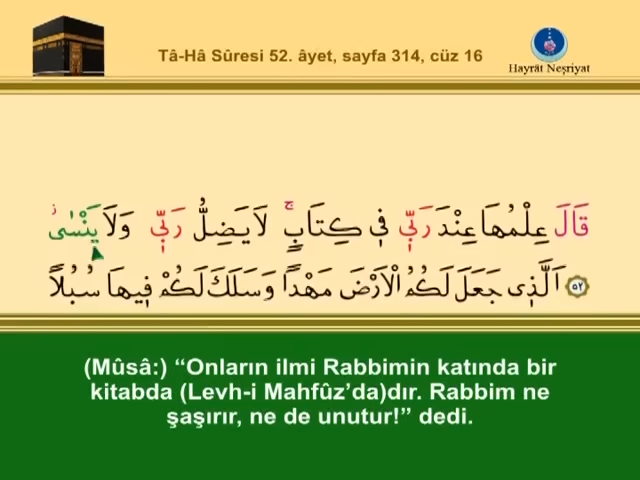 Tâ-Hâ Sûresi 52. âyet, sayfa 314, cüz 16
Hayrât Neşriyat
قَالَ عِلْمُهَا عِنْدَ رَبّ۪ي ف۪ي كِتَابٍۚ لَا يَضِلُّ رَبّ۪ي وَلَا يَنْسٰىۘ
﴿٥٢﴾ اَلَّذ۪ي جَعَلَ لَكُمُ الْاَرْضَ مَهْدًا وَسَلَكَ لَكُمْ ف۪يهَا سُبُلًا
(Mûsâ:) “Onların ilmi Rabbimin katında bir
kitabda (Levh-i Mahfûz’da)dır. Rabbim ne
şaşırır, ne de unutur!” dedi.